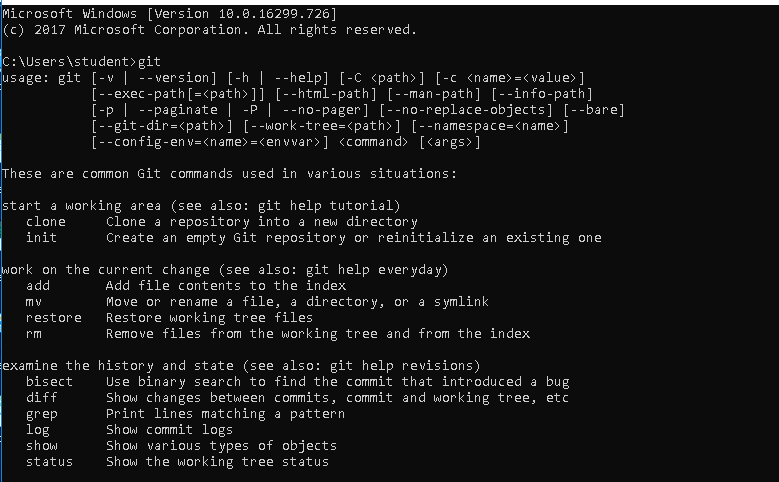 Microsoft Windows [Version 10.0.16299.726]
(c) 2017 Microsoft Corporation. All rights reserved.
C:\Users\student>git
usage: git [-v | --version] [-h | --help] [-C <path>] [-c <name>=<value>]
[--exec-path[=<path>]] [--html-path] [--man-path] [--info-path]
[-p | --paginate | -P | --no-pager] [--no-replace-objects] [--bare]
[--git-dir=<path>] [--work-tree=<path>] [--namespace=<name>]
[--config-env=<name>=<envvar>] <command> [<args>]
These are common Git commands used in various situations:
start a working area (see also: git help tutorial)
clone Clone a repository into a new directory
init Create an empty Git repository or reinitialize an existing one
work on the current change (see also: git help everyday)
add Add file contents to the index
mv Move or rename a file, a directory, or a symlink
restore Restore working tree files
rm Remove files from the working tree and from the index
examine the history and state (see also: git help revisions)
bisect Use binary search to find the commit that introduced a bug
diff Show changes between commits, commit and working tree, etc
grep Print lines matching a pattern
log Show commit logs
show Show various types of objects
status Show the working tree status